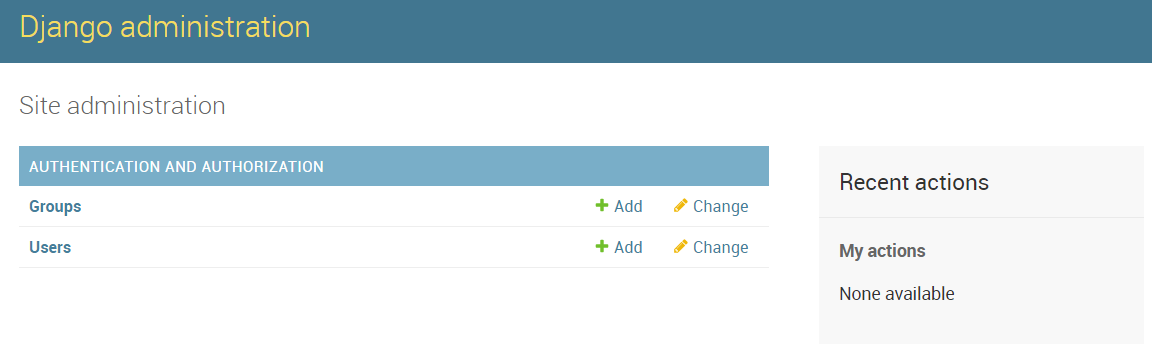 Django administration
Site administration
AUTHENTICATION AND AUTHORIZATION
Groups Add Change
Users Add Change
Recent actions
My actions
None available